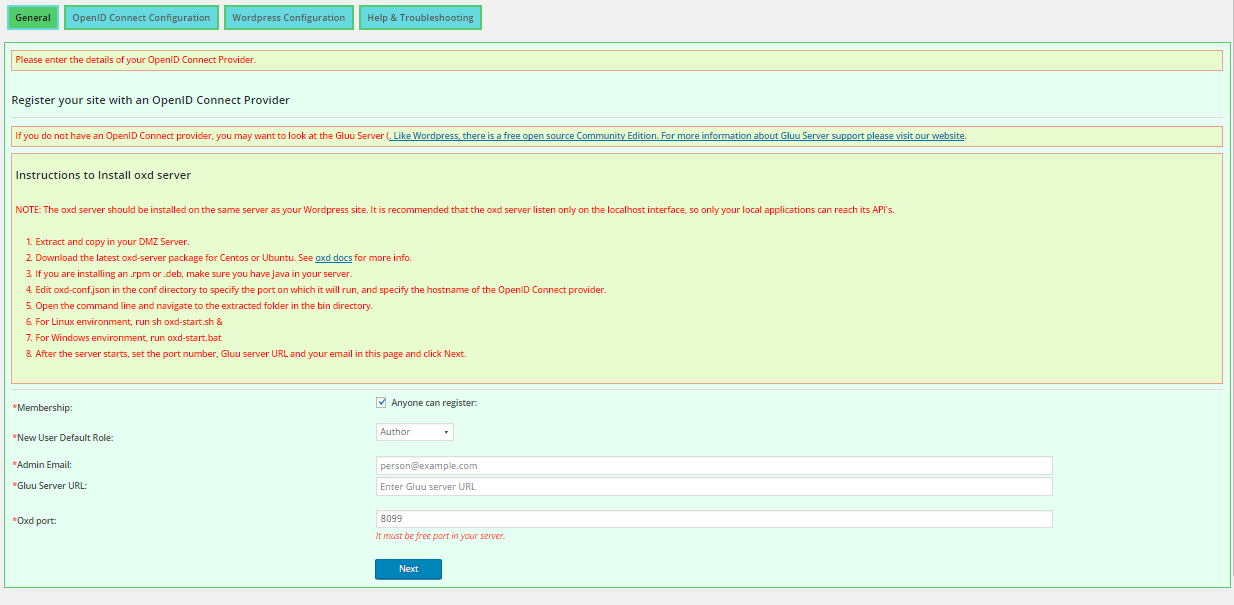 General
OpenID Connect Configuration
Wordpress Configuration
Help & Troubleshooting
Please enter the details of your OpenID Connect Provider.
Register your site with an OpenID Connect Provider
If you do not have an OpenID Connect provider, you may want to look at the Gluu Server (. Like Wordpress, there is a free open source Community Edition. For more information about Gluu Server support please visit our website.
Instructions to Install oxd server
NOTE: The oxd server should be installed on the same server as your Wordpress site. It is recommended that the oxd server listen only on the localhost interface, so only your local applications can reach its API's.
1. Extract and copy in your DMZ Server.
2. Download the latest oxd-server package for Centos or Ubuntu. See oxd docs for more info.
3. If you are installing an .rpm or .deb, make sure you have Java in your server.
4. Edit oxd-conf.json in the conf directory to specify the port on which it will run, and specify the hostname of the OpenID Connect provider.
5. Open the command line and navigate to the extracted folder in the bin directory.
6. For Linux environment, run sh oxd-start.sh &
7. For Windows environment, run oxd-start.bat
8. After the server starts, set the port number, Gluu server URL and your email in this page and click Next.
*Membership:
Anyone can register:
*New User Default Role:
Author
*Admin Email:
person@example.com
*Gluu Server URL:
Enter Gluu server URL
*Oxd port:
8099
It must be free port in your server.
Next